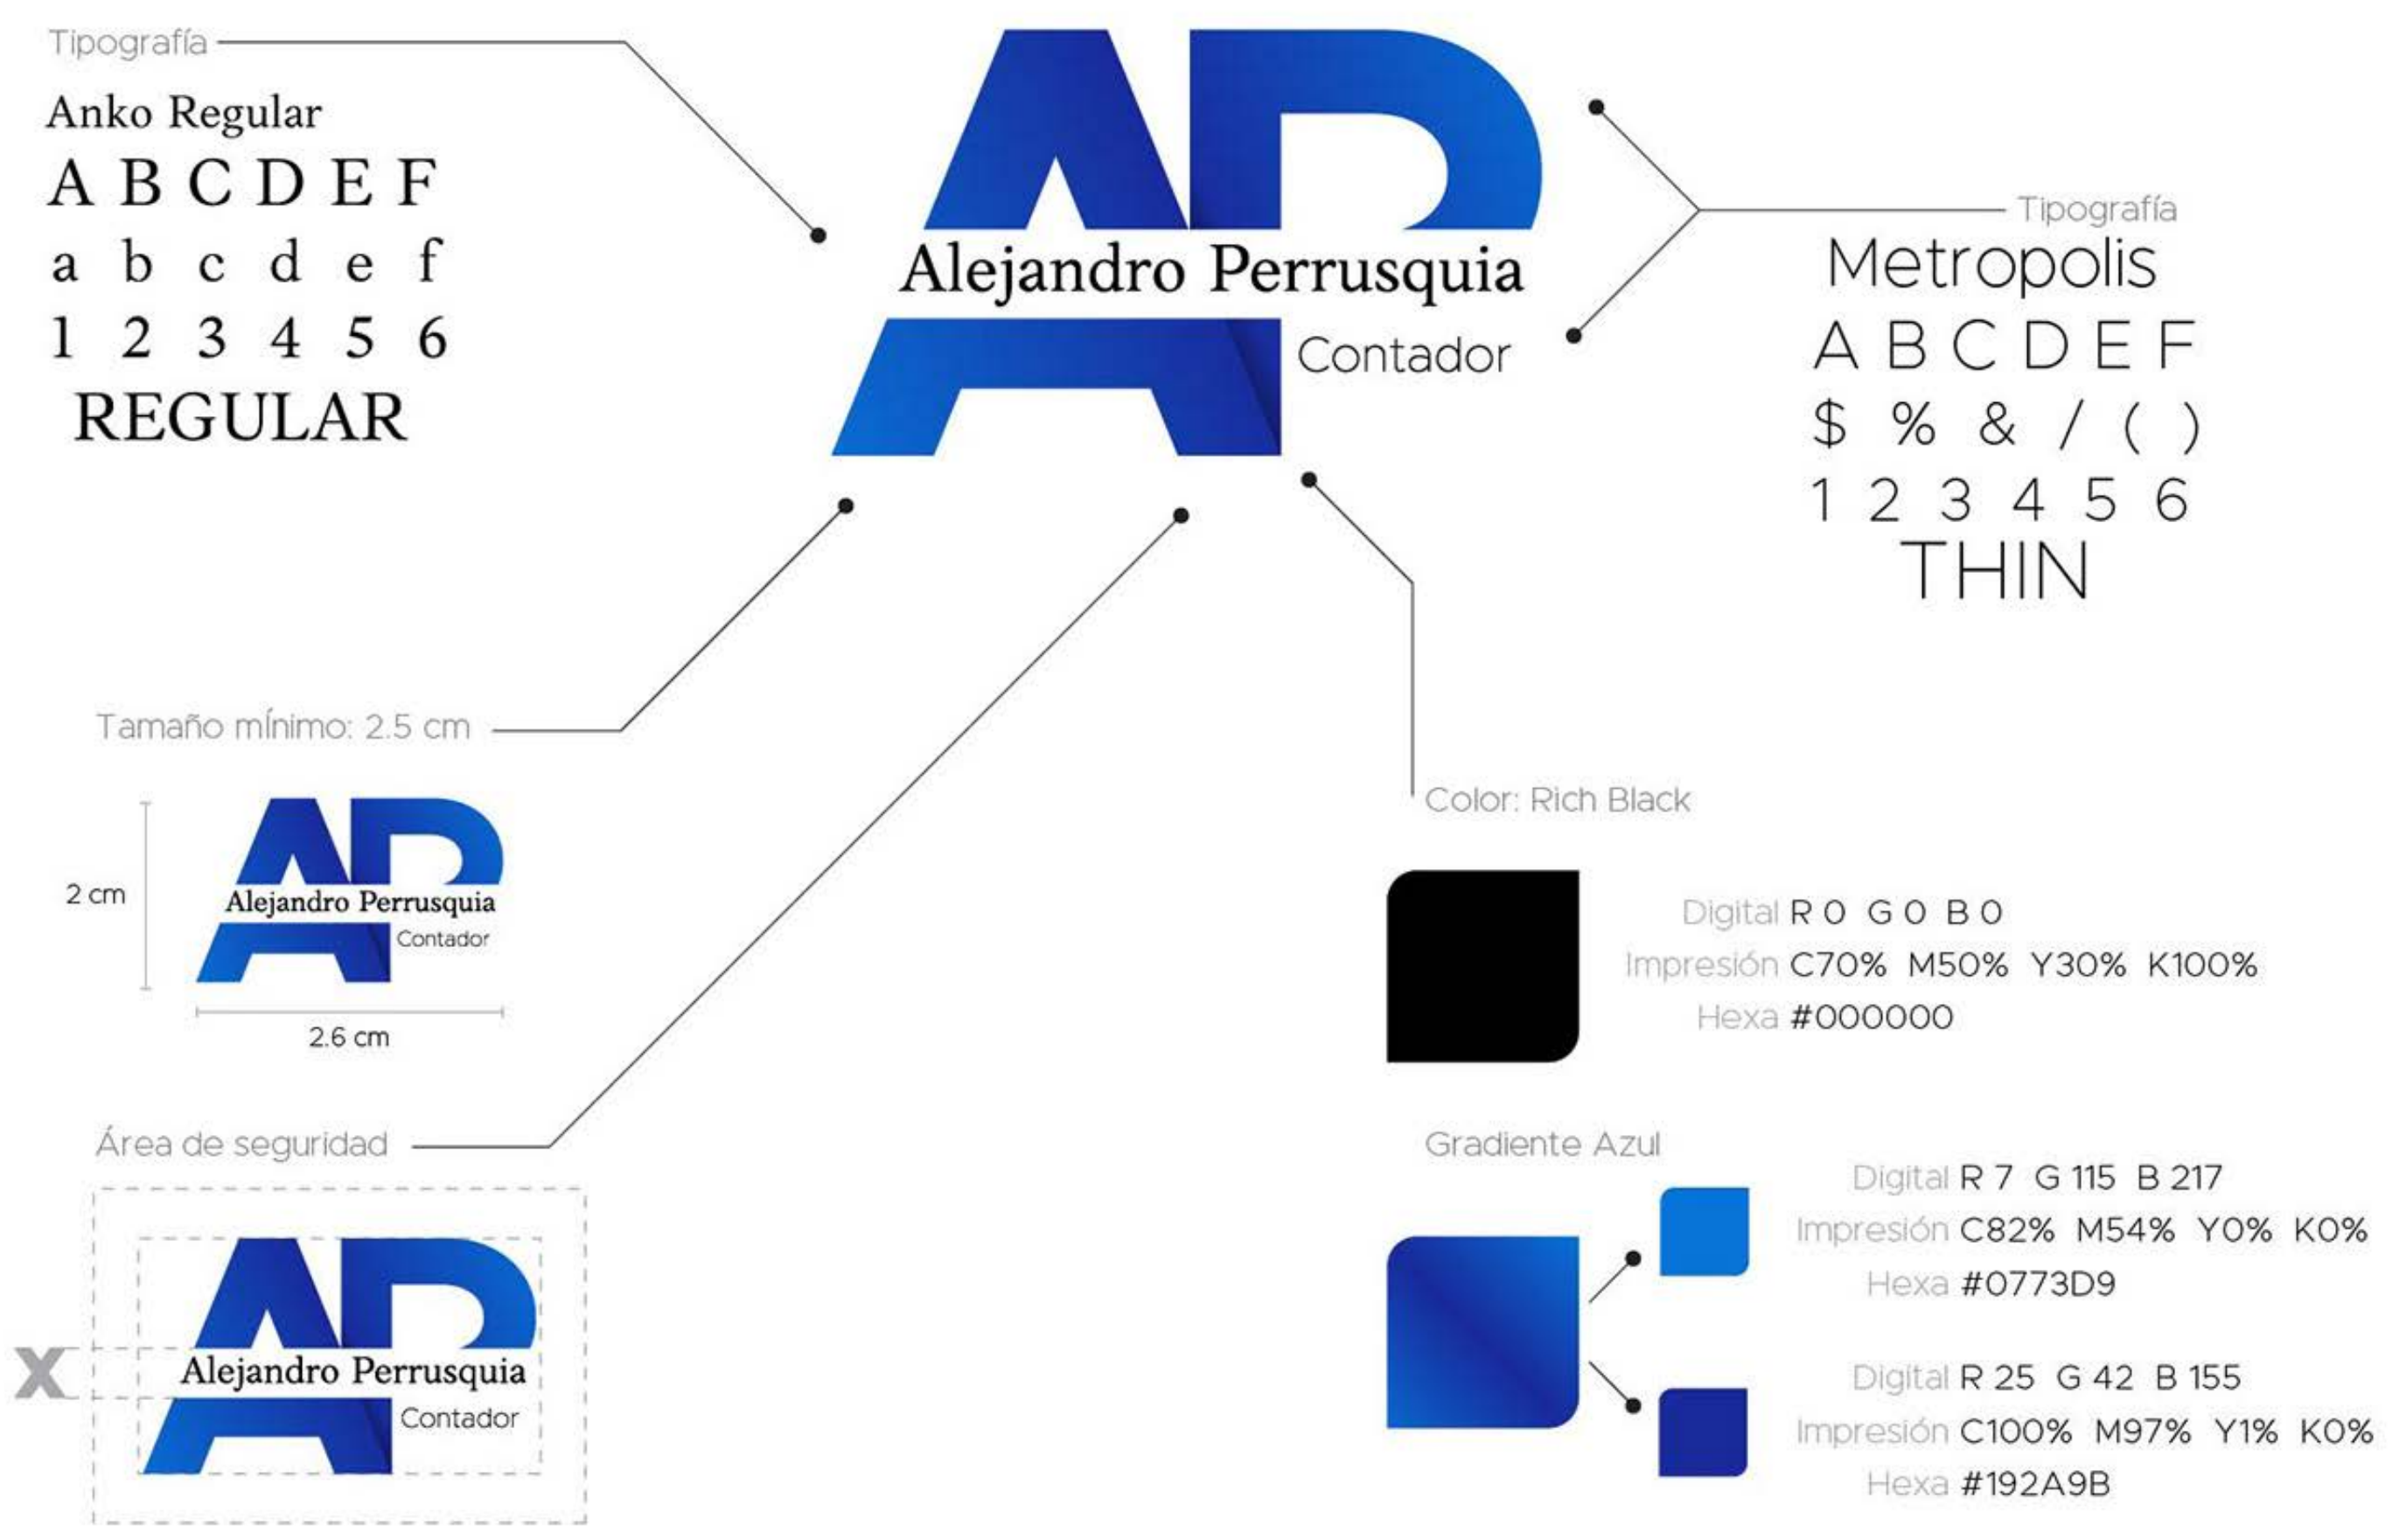 Tipografía
Anko Regular
A B C D E F
a b c d e f
1 2 3 4 5 6
REGULAR
AP
Alejandro Perrusquia
Contador
Tipografía
Metropolis
A B C D E F
$ % & / ( )
1 2 3 4 5 6
THIN
Tamaño mínimo: 2.5 cm
2 cm
AP
Alejandro Perrusquia
Contador
2.6 cm
Área de seguridad
X
AP
Alejandro Perrusquia
Contador
Color: Rich Black
Digital R 0 G 0 B 0
Impresión C70% M50% Y30% K100%
Hexa #000000
Gradiente Azul
Digital R 7 G 115 B 217
Impresión C82% M54% Y0% K0%
Hexa #0773D9
Digital R 25 G 42 B 155
Impresión C100% M97% Y1% K0%
Hexa #192A9B